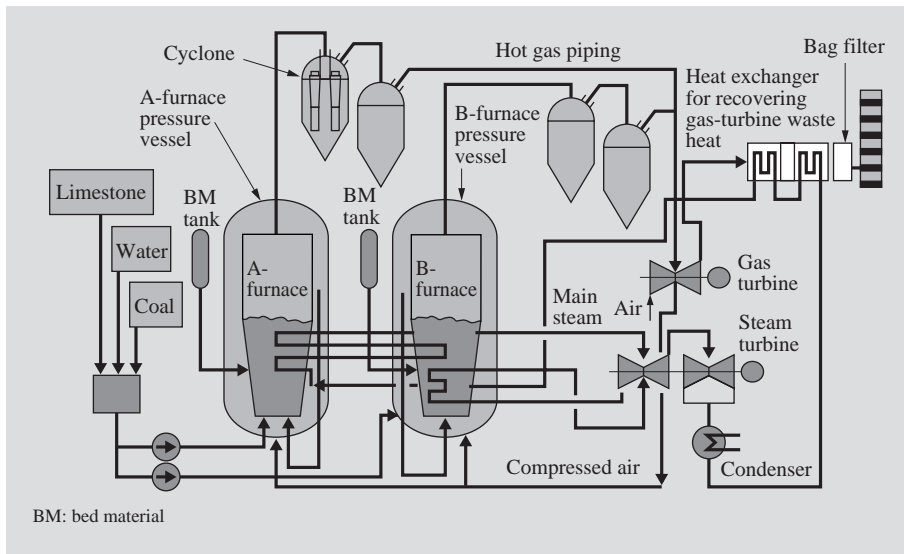 Cyclone
Hot gas piping
Bag filter
A-furnace
pressure
vessel
B-furnace
pressure
vessel
Heat exchanger
for recovering
gas-turbine waste
heat
Limestone
BM
tank
BM
tank
Water
Coal
A-
furnace
B-
furnace
Main
steam
Air
Gas
turbine
Steam
turbine
Compressed air
Condenser
BM: bed material